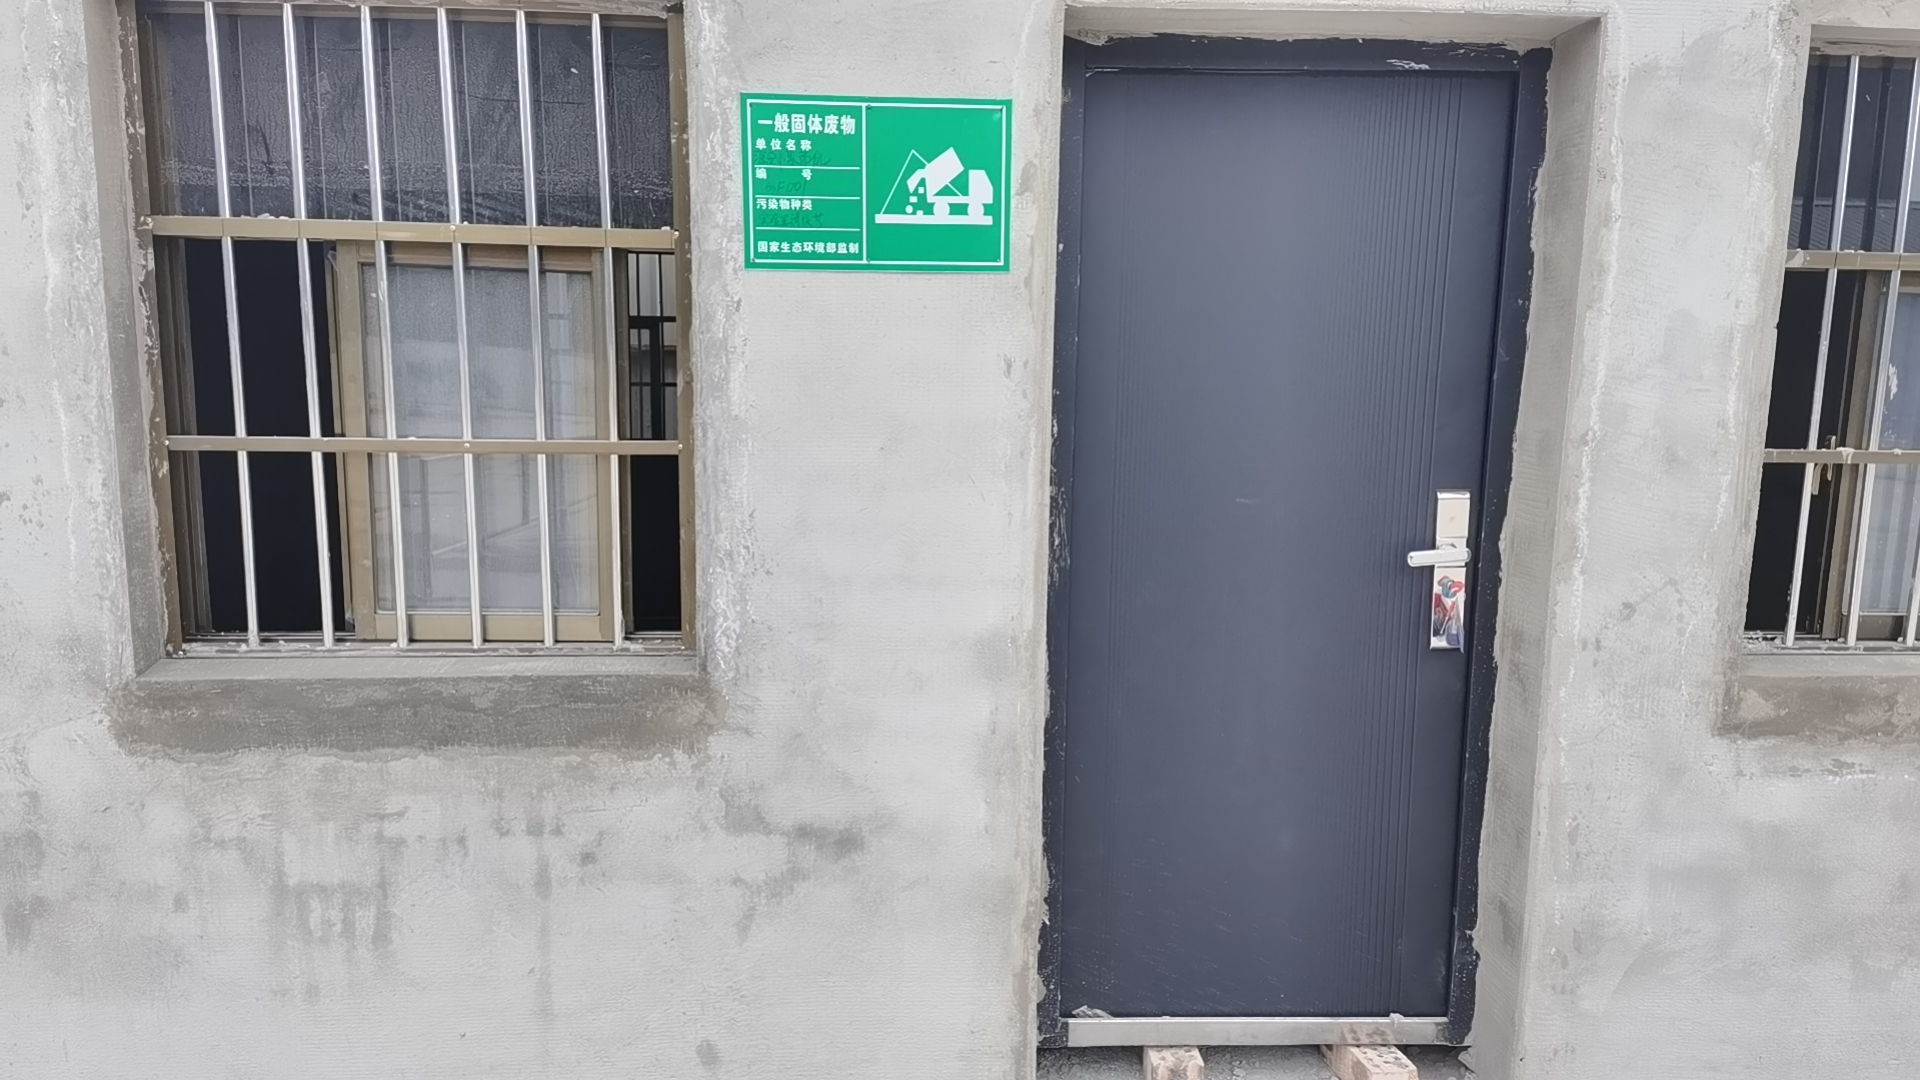 一般固体废物
单位名称
编号
GF001
污染物种类
国家生态环境部监制